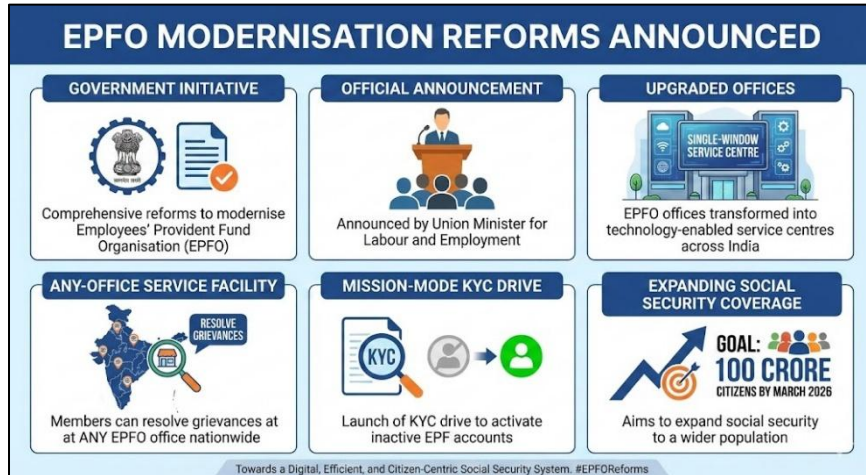 EPFO MODERNISATION REFORMS ANNOUNCED
GOVERNMENT INITIATIVE
Comprehensive reforms to modernise
Employees' Provident Fund
Organisation (EPFO)
OFFICIAL ANNOUNCEMENT
Announced by Union Minister for
Labour and Employment
UPGRADED OFFICES
SINGLE-WINDOW
SERVICE CENTRE
EPFO offices transformed into
technology-enabled service centres
across India
ANY-OFFICE SERVICE FACILITY
RESOLVE
GRIEVANCES
Members can resolve grievances at
at ANY EPFO office nationwide
MISSION-MODE KYC DRIVE
KYC
Launch of KYC drive to activate
inactive EPF accounts
EXPANDING SOCIAL
SECURITY COVERAGE
GOAL:
100 CRORE
CITIZENS BY MARCH 2026
Aims to expand social security
to a wider population
Towards a Digital, Efficient, and Citizen-Centric Social Security System. #EPFOReforms